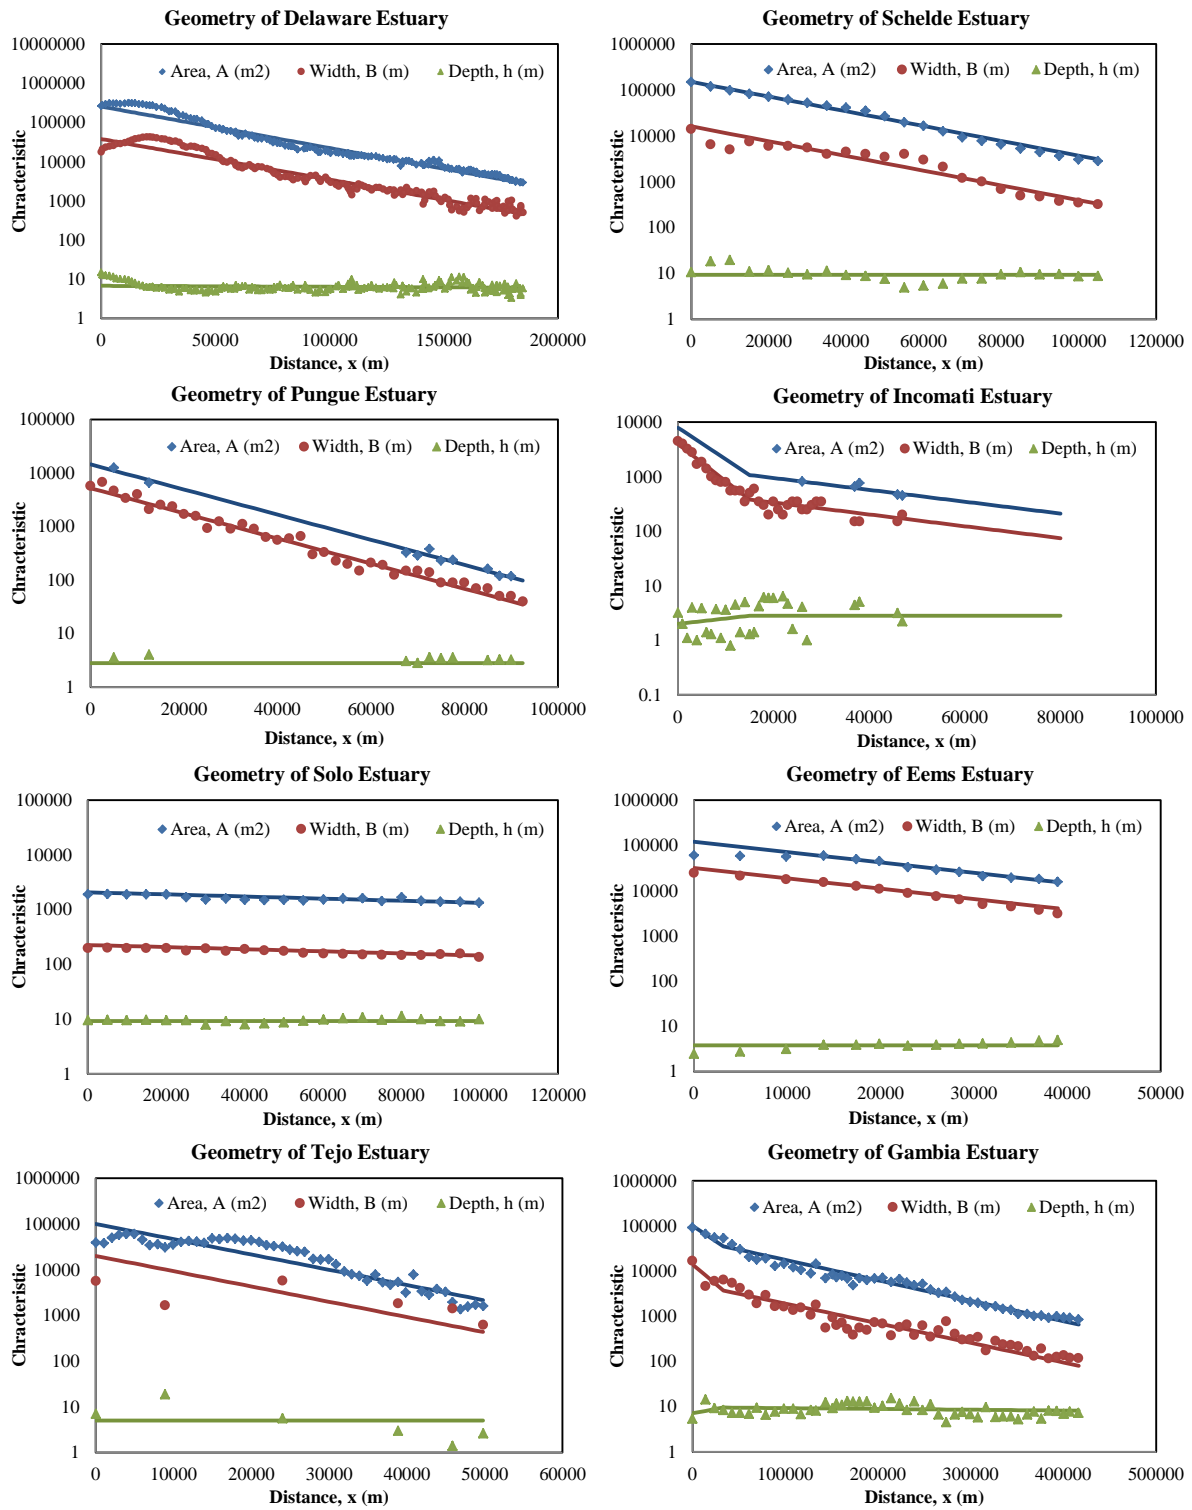 Geometry of Delaware Estuary
10000000
1000000
100000
10000
1000
100
10
1
Chracteristic
Area, A (m2) Width, B (m) Depth, h (m)
0 50000 100000 150000 200000
Distance, x (m)
Geometry of Schelde Estuary
1000000
100000
10000
1000
100
10
1
Chracteristic
Area, A (m2) Width, B (m) Depth, h (m)
0 20000 40000 60000 80000 100000 120000
Distance, x (m)
Geometry of Pungue Estuary
100000
10000
1000
100
10
1
Chracteristic
Area, A (m2) Width, B (m) Depth, h (m)
0 20000 40000 60000 80000 100000
Distance, x (m)
Geometry of Incomati Estuary
10000
1000
100
10
1
0.1
Chracteristic
Area, A (m2) Width, B (m) Depth, h (m)
0 20000 40000 60000 80000 100000
Distance, x (m)
Geometry of Solo Estuary
100000
10000
1000
100
10
1
Chracteristic
Area, A (m2) Width, B (m) Depth, h (m)
0 20000 40000 60000 80000 100000 120000
Distance, x (m)
Geometry of Eems Estuary
1000000
100000
10000
1000
100
10
1
Chracteristic
Area, A (m2) Width, B (m) Depth, h (m)
0 10000 20000 30000 40000 50000
Distance, x (m)
Geometry of Tejo Estuary
1000000
100000
10000
1000
100
10
1
Chracteristic
Area, A (m2) Width, B (m) Depth, h (m)
0 10000 20000 30000 40000 50000 60000
Distance, x (m)
Geometry of Gambia Estuary
1000000
100000
10000
1000
100
10
1
Chracteristic
Area, A (m2) Width, B (m) Depth, h (m)
0 100000 200000 300000 400000 500000
Distance, x (m)